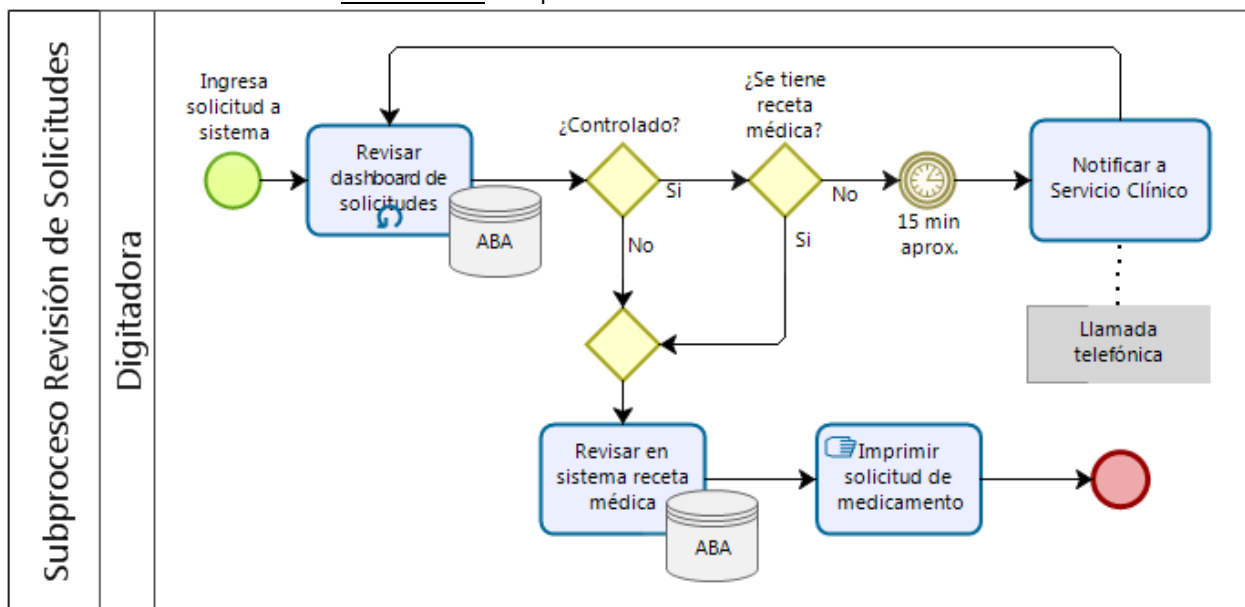 Subproceso Revisión de Solicitudes
Digitadora
Ingresa
solicitud a
sistema
Revisar
dashboard de
solicitudes
ABA
¿Controlado?
Si
No
¿Se tiene
receta
médica?
No
Si
15 min
aprox.
Notificar a
Servicio Clínico
Llamada
telefónica
Revisar en
sistema receta
médica
ABA
Imprimir
solicitud de
medicamento